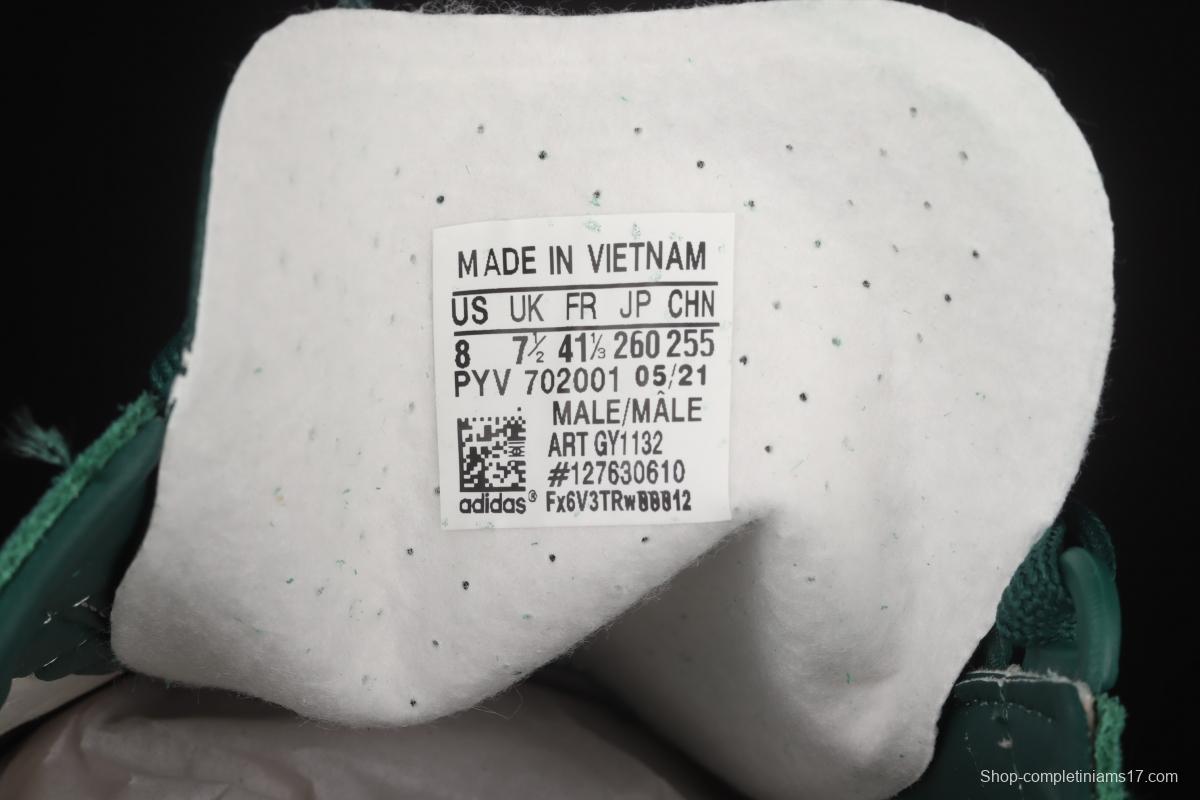 MADE IN VIETNAM
US UK FR JP CHN
8 7½ 41⅓ 260 255
PYV 702001 05/21
MALE/MÂLE
ART GY1132
#127630610
adidas® Fx6V3TRw00012
Shop-completiniams17.com